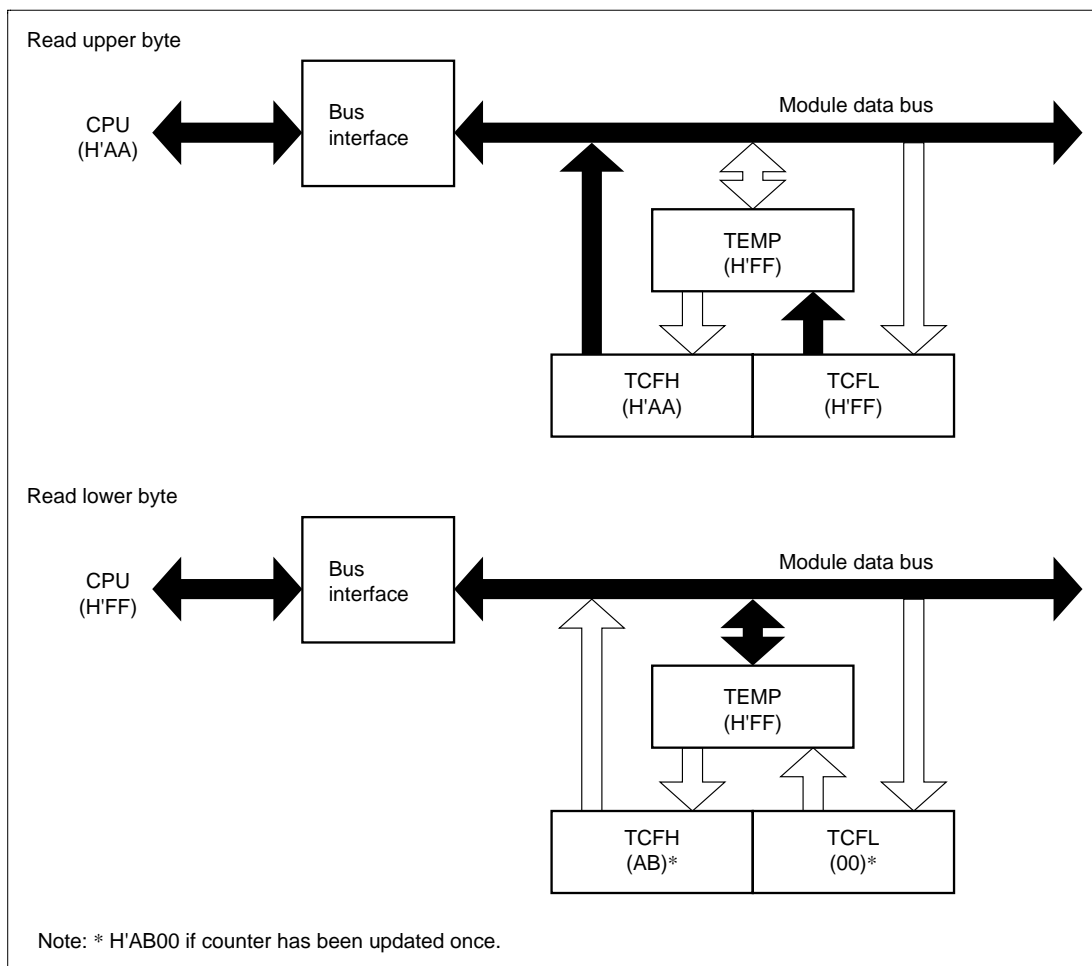 Read upper byte
CPU
(H'AA)
Bus
interface
Module data bus
TEMP
(H'FF)
TCFH
(H'AA)
TCFL
(H'FF)
Read lower byte
CPU
(H'FF)
Bus
interface
Module data bus
TEMP
(H'FF)
TCFH
(AB)*
TCFL
(00)*
Note: * H'AB00 if counter has been updated once.